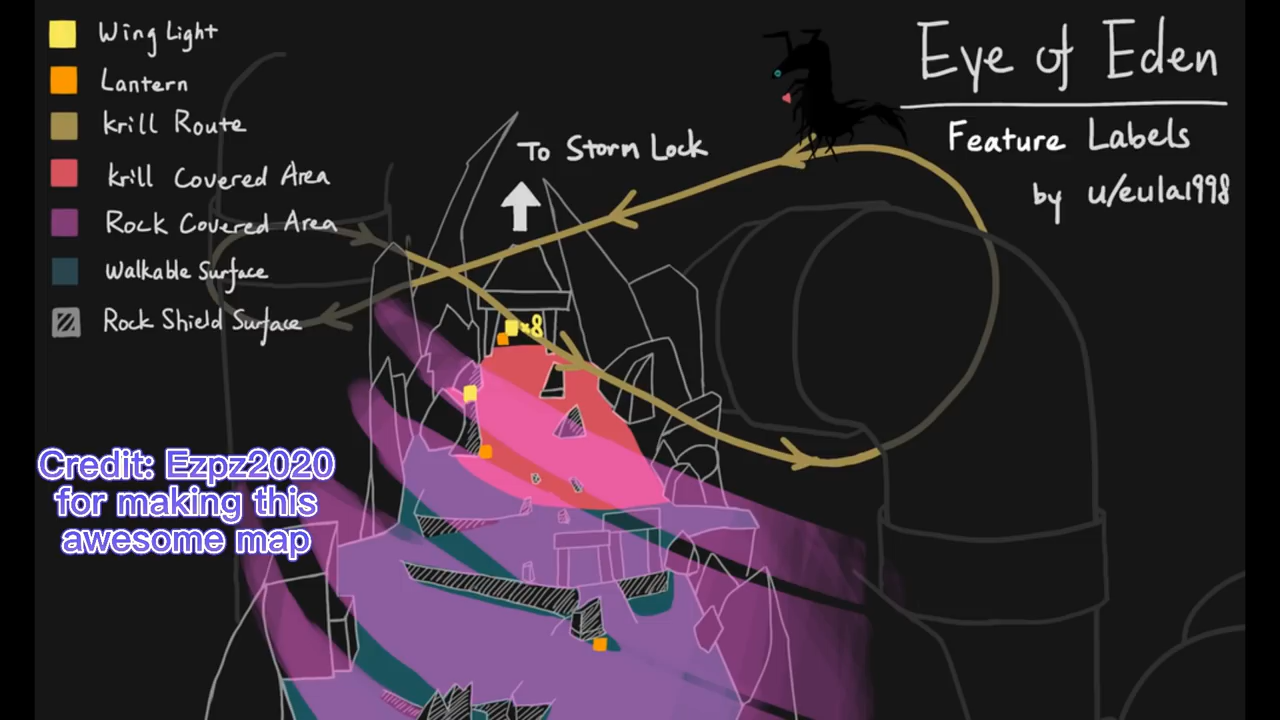 Wing Light
Lantern
Krill Route
Krill Covered Area
Rock Covered Area
Walkable Surface
Rock Shield Surface
Eye of Eden
Feature Labels
by u/eula1998
To Storm Lock
×8
Credit: Ezpz2020
for making this
awesome map